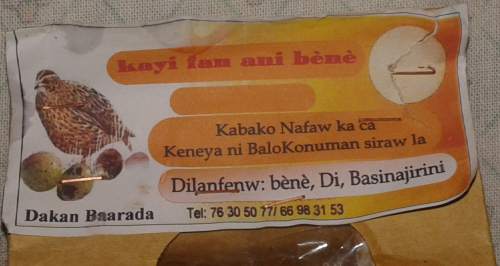 kayi fan ani bènè
Kabako Nafaw ka ca
Keneya ni BaloKonuman siraw la
Dilanfenw: bènè, Di, Basinajirini
Dakan Baarada
Tel: 76 30 50 77/ 66 98 31 53